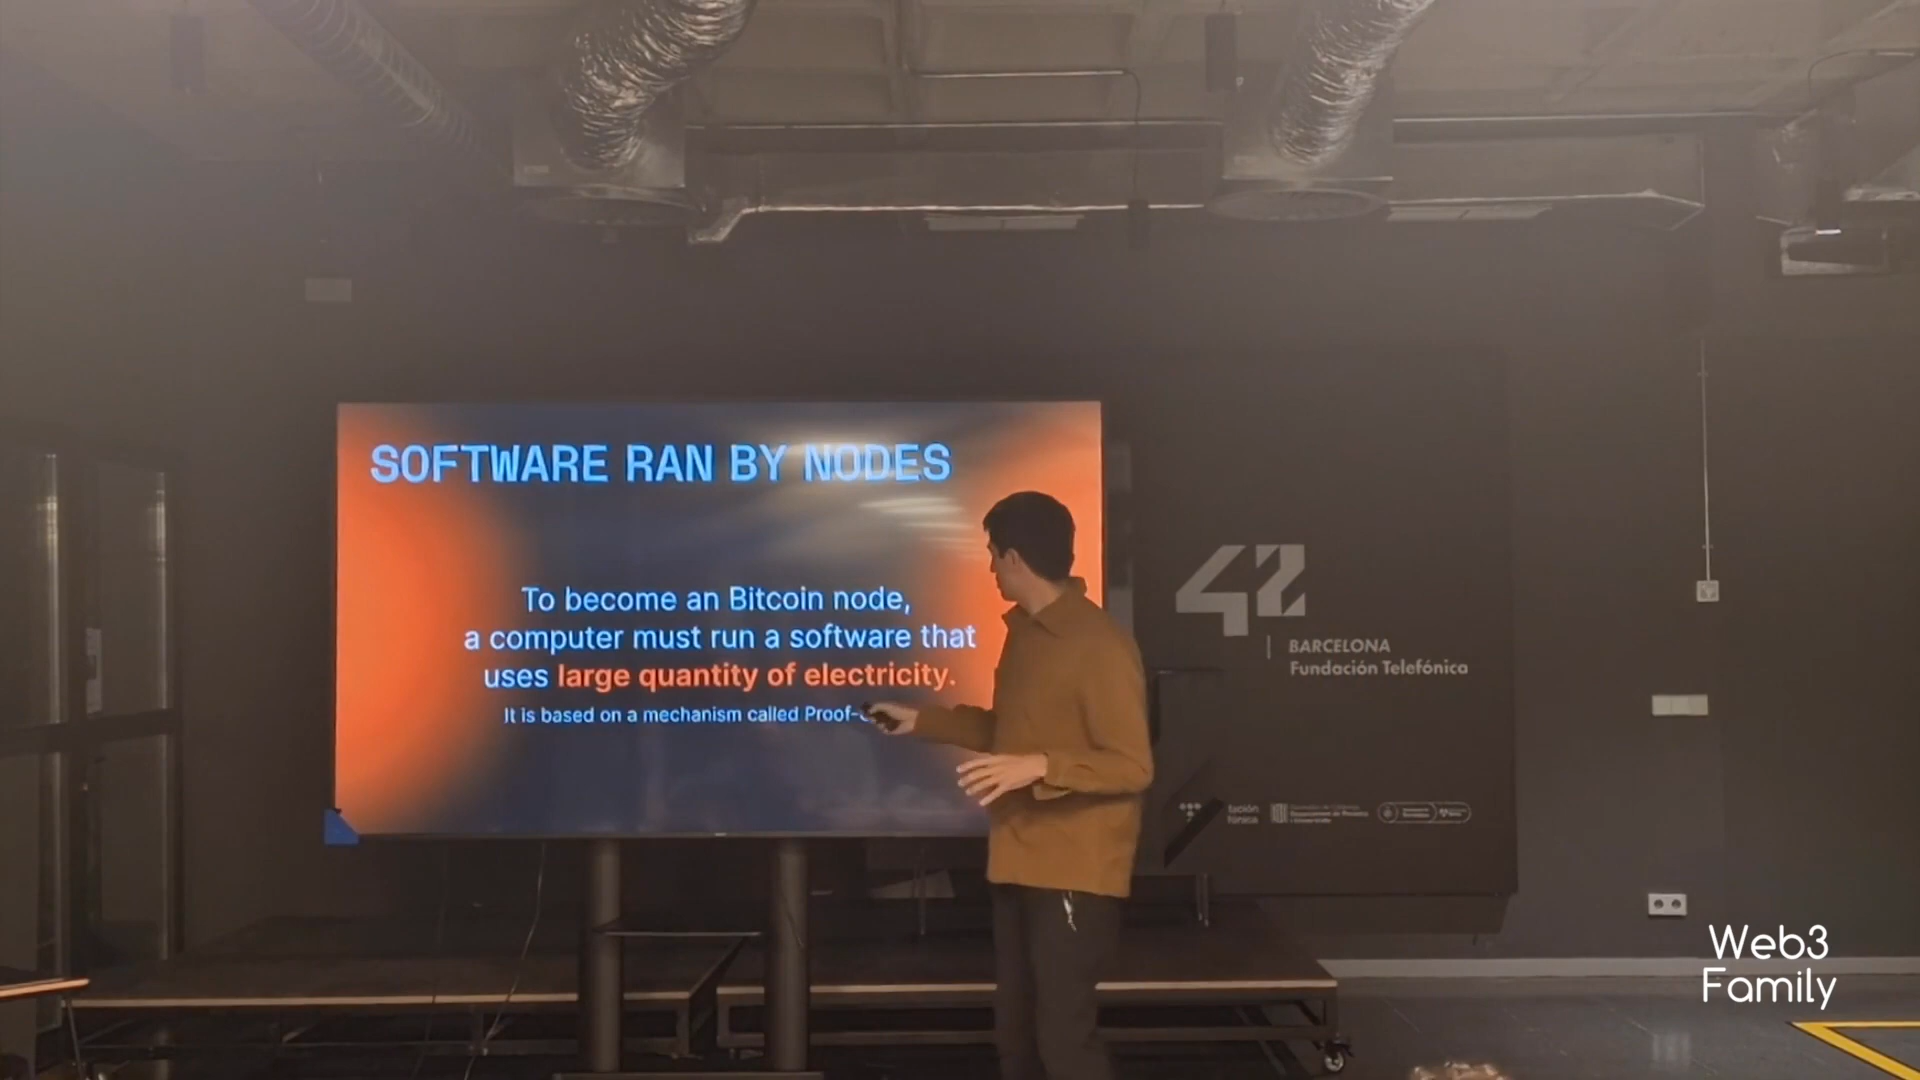 SOFTWARE RAN BY NODES
To become an Bitcoin node,
a computer must run a software that
uses large quantity of electricity.
It is based on a mechanism called Proof-
42
BARCELONA
Fundación Telefónica
Web3
Family